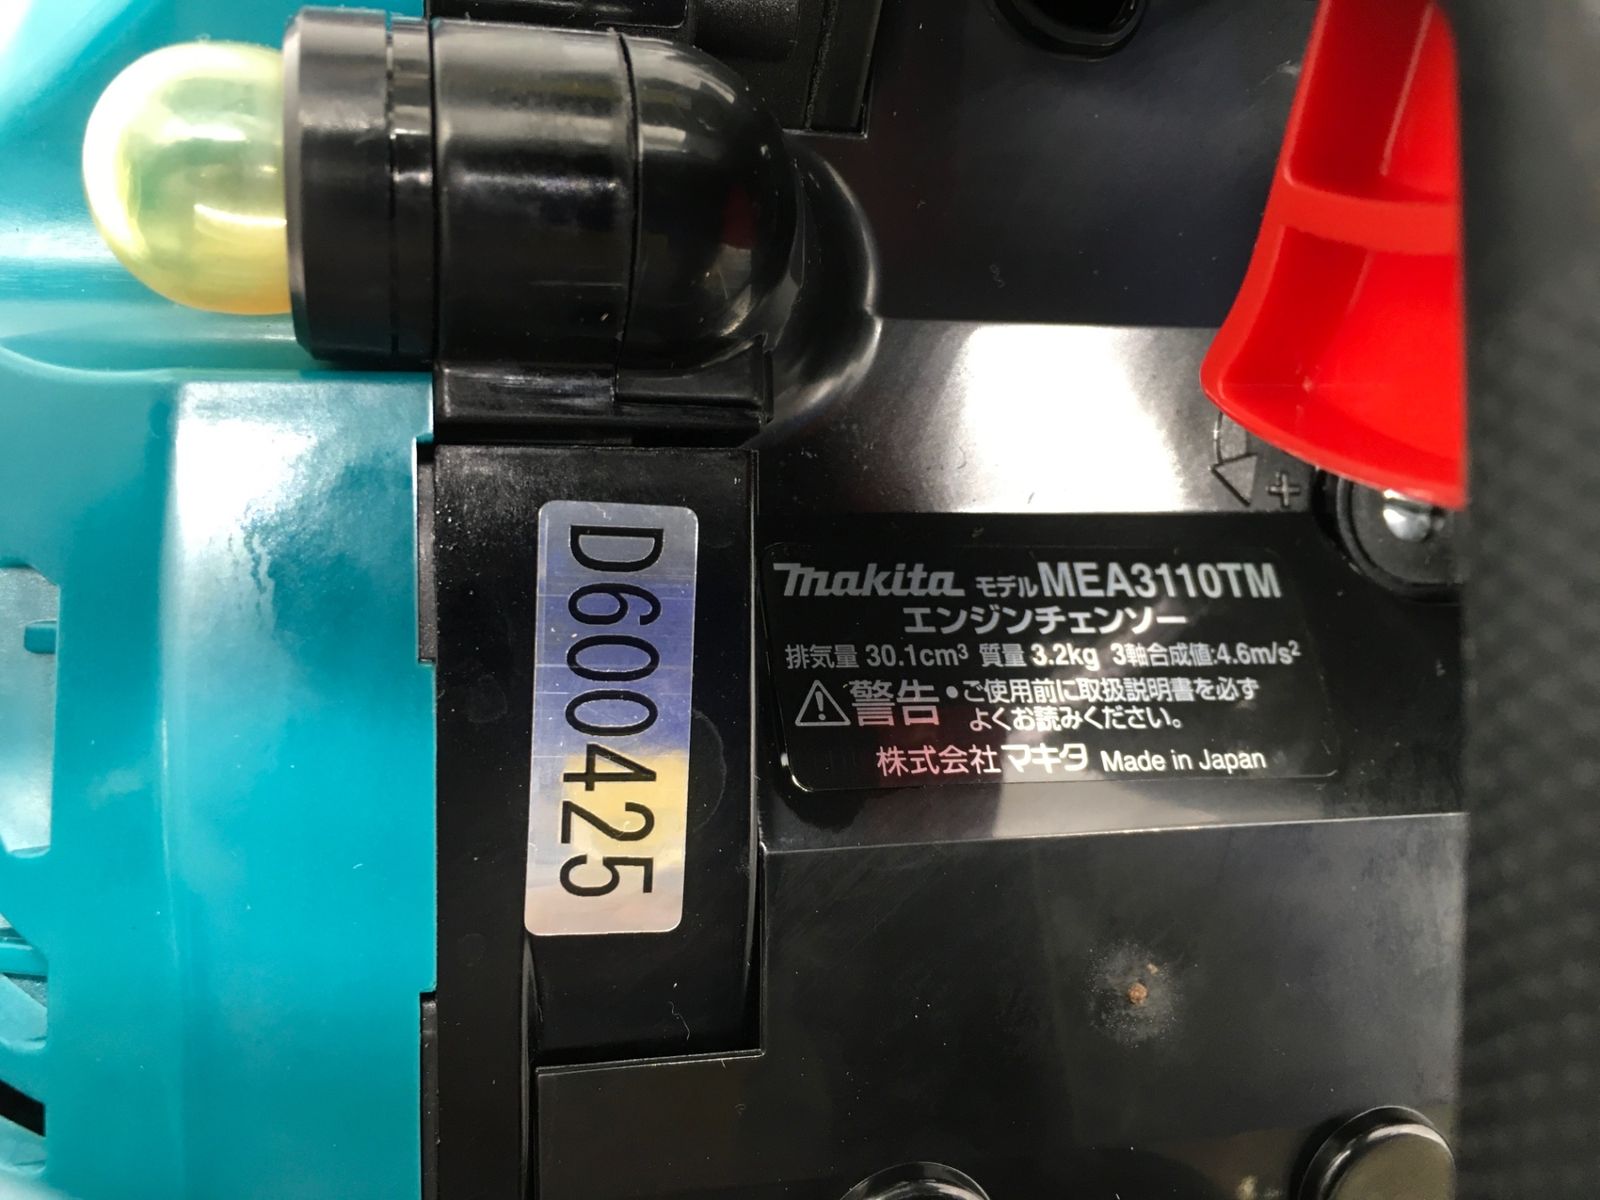 D600425
makita モデル MEA3110TM
エンジンチェンソー
排気量 30.1cm³ 質量 3.2kg 3軸合成値:4.6m/s²
警告 ・ご使用前に取扱説明書を必ず
よくお読みください。
株式会社マキタ Made in Japan
+